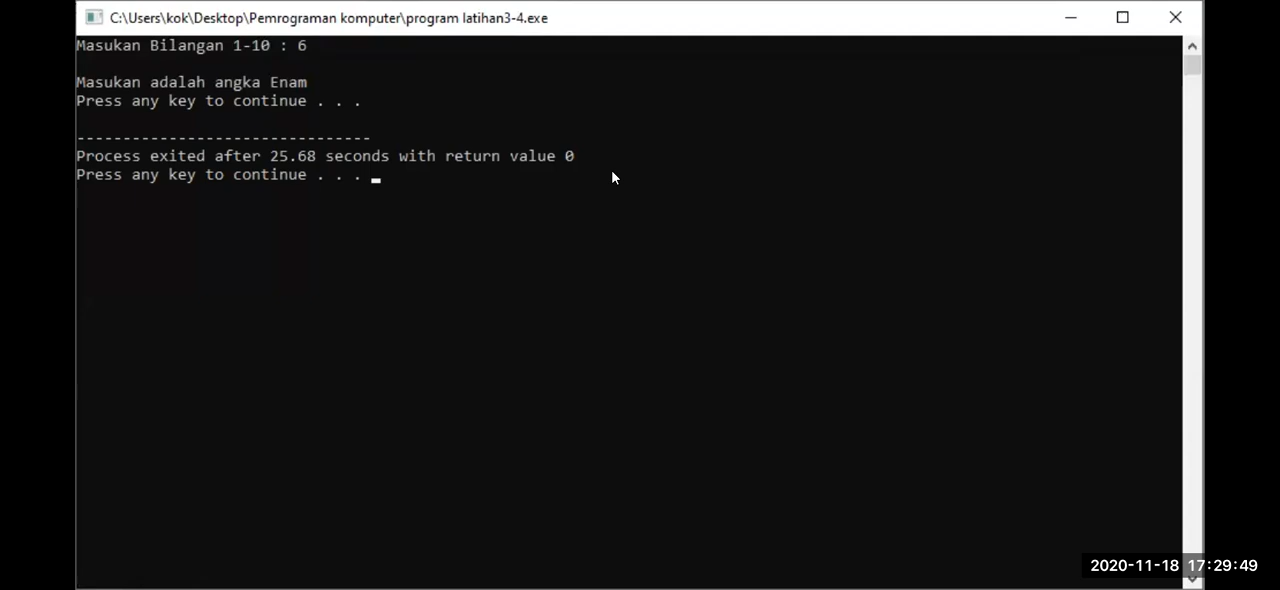 C:\Users\kok\Desktop\Pemrograman komputer\program latihan3-4.exe
Masukan Bilangan 1-10 : 6
Masukan adalah angka Enam
Press any key to continue . . .
--------------------------------
Process exited after 25.68 seconds with return value 0
Press any key to continue . . .
2020-11-18 17:29:49